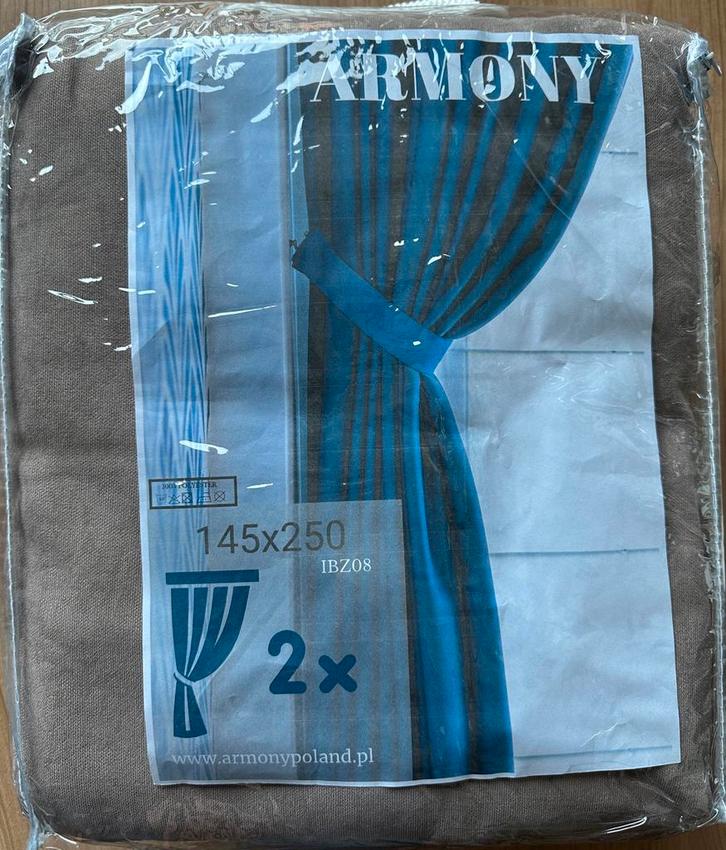 ARMONY
100% POLYESTER
145x250
IBZ08
2x
www.armonypoland.pl